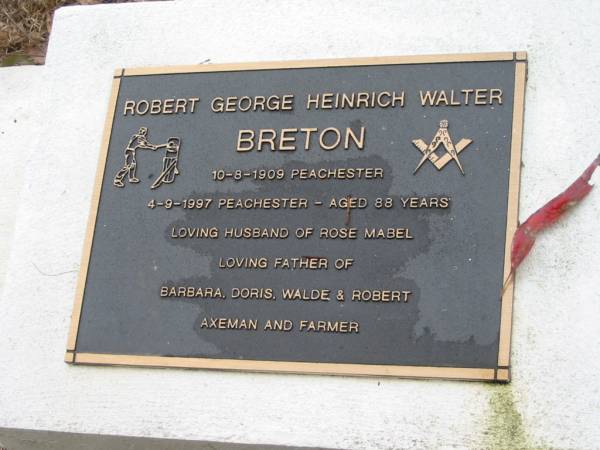 ROBERT GEORGE HEINRICH WALTER
BRETON
10-8-1909 PEACHESTER
4-9-1997 PEACHESTER - AGED 88 YEARS
LOVING HUSBAND OF ROSE MABEL
LOVING FATHER OF
BARBARA, DORIS, WALDE & ROBERT
AXEMAN AND FARMER